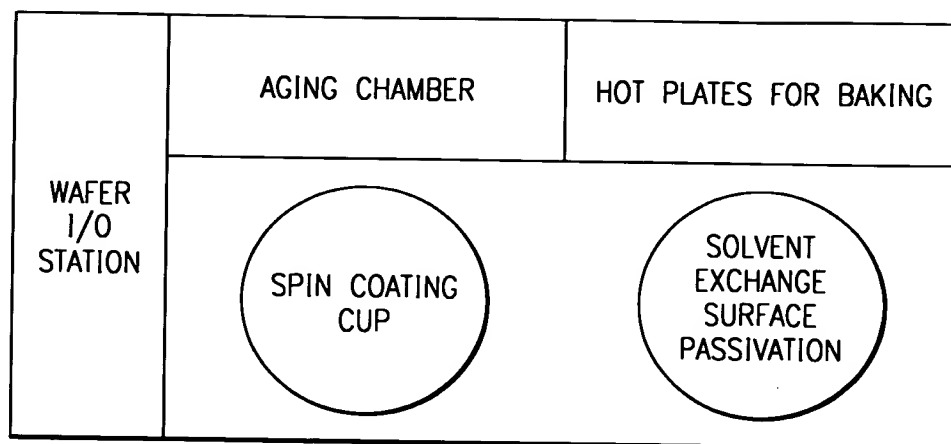 WAFER
I/O
STATION
AGING CHAMBER
HOT PLATES FOR BAKING
SPIN COATING
CUP
SOLVENT
EXCHANGE
SURFACE
PASSIVATION